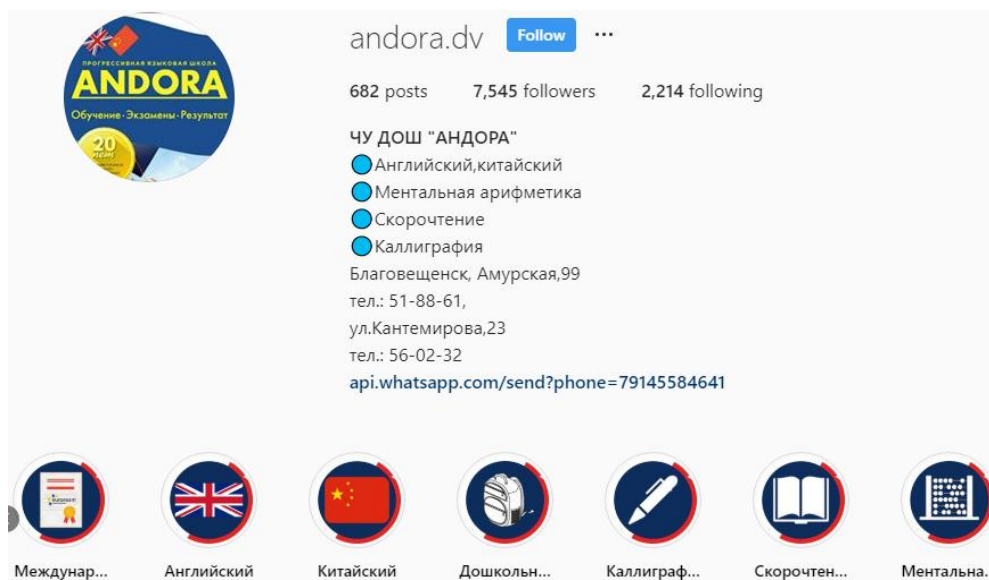 ПРОГРЕССИВНАЯ ЯЗЫКОВАЯ ШКОЛА
ANDORA
Обучение·Экзамены·Результат
20
лет
andora.dv Follow ...
682 posts 7,545 followers 2,214 following
ЧУ ДОШ "АНДОРА"
Английский,китайский
Ментальная арифметика
Скорочтение
Каллиграфия
Благовещенск, Амурская,99
тел.: 51-88-61,
ул.Кантемирова,23
тел.: 56-02-32
api.whatsapp.com/send?phone=79145584641
Междунар... Английский Китайский Дошкольн... Каллиграф... Скорочтен... Ментальна.